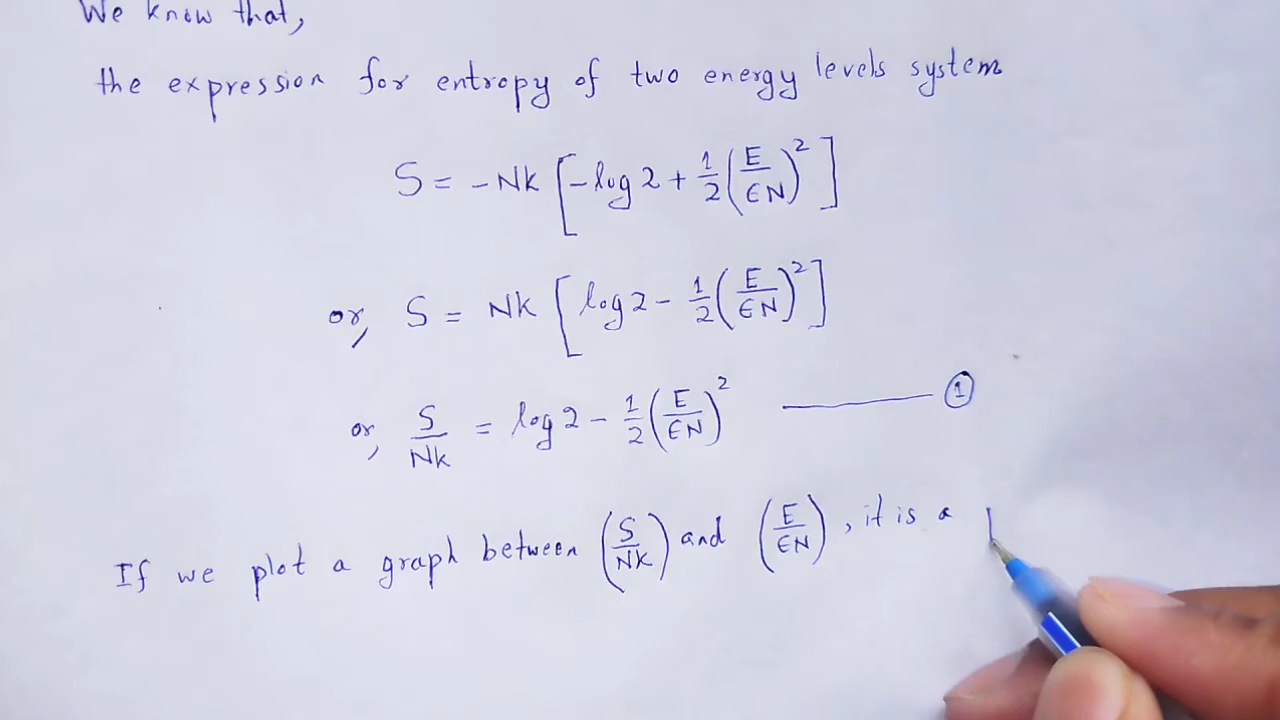 We know that,
the expression for entropy of two energy levels system
S = -Nk [-log 2 + 1/2 (E/ϵN)²]
or, S = Nk [log 2 - 1/2 (E/ϵN)²]
or, S/Nk = log 2 - 1/2 (E/ϵN)² ——— ①
If we plot a graph between (S/Nk) and (E/ϵN), it is a